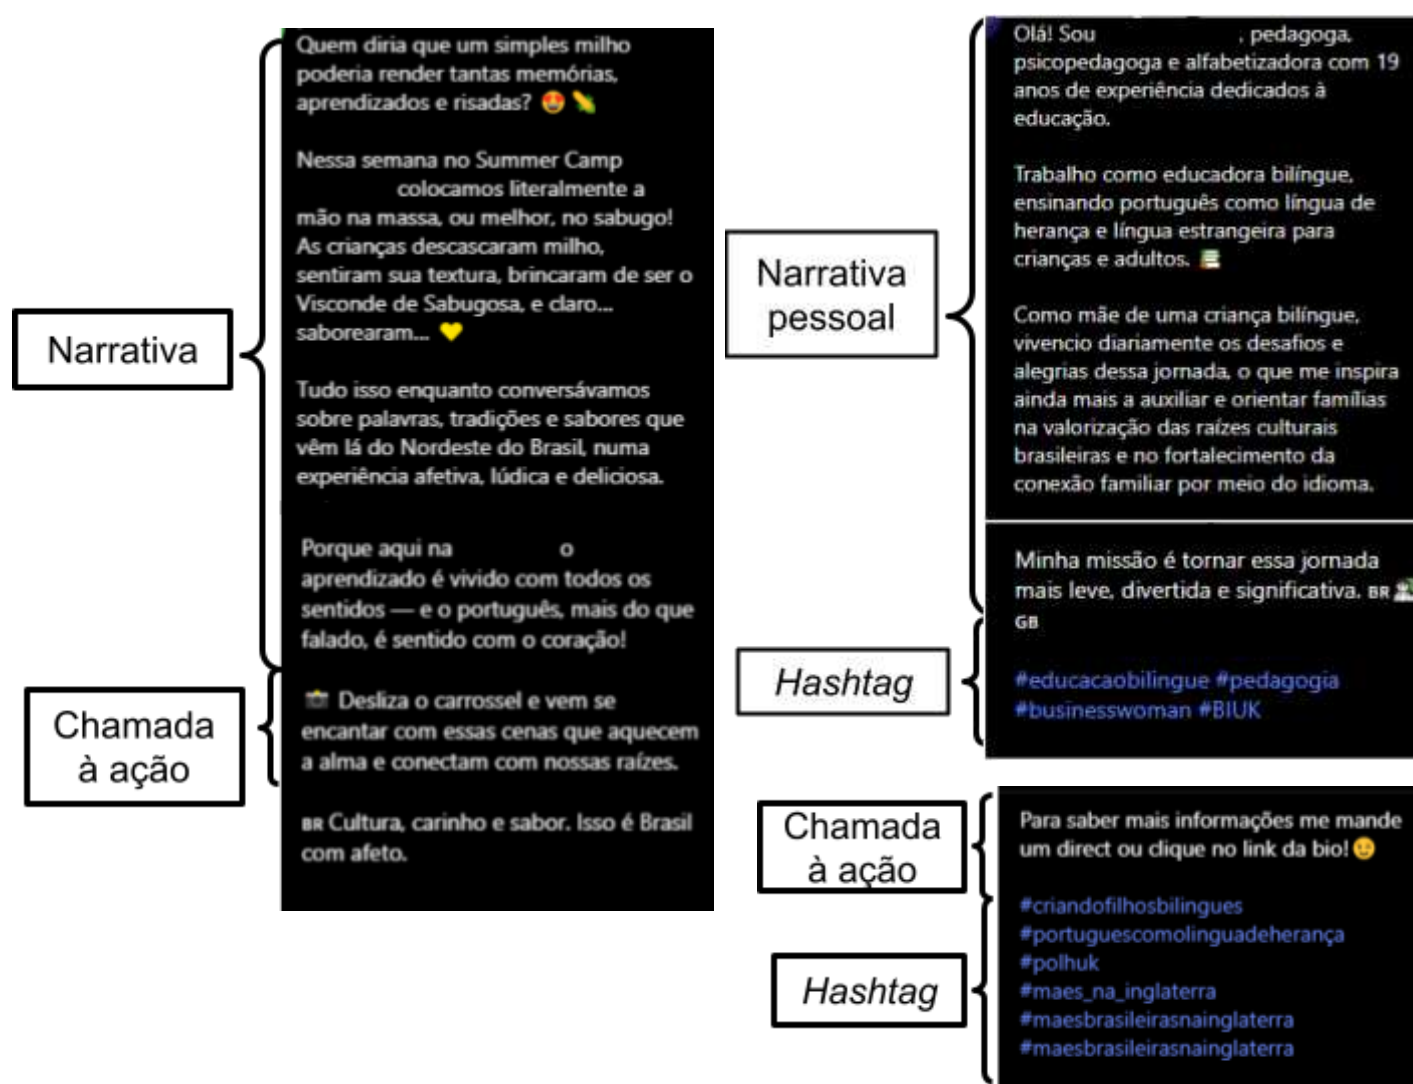 Narrativa
Quem diria que um simples milho
poderia render tantas memórias,
aprendizados e risadas? 😍 🌽
Nessa semana no Summer Camp
colocamos literalmente a
mão na massa, ou melhor, no sabugo!
As crianças descascaram milho,
sentiram sua textura, brincaram de ser o
Visconde de Sabugosa, e claro...
saborearam... 💛
Tudo isso enquanto conversávamos
sobre palavras, tradições e sabores que
vêm lá do Nordeste do Brasil, numa
experiência afetiva, lúdica e deliciosa.
Porque aqui na o
aprendizado é vivido com todos os
sentidos — e o português, mais do que
falado, é sentido com o coração!
Chamada
à ação
📸 Desliza o carrossel e vem se
encantar com essas cenas que aquecem
a alma e conectam com nossas raízes.
BR Cultura, carinho e sabor. Isso é Brasil
com afeto.
Narrativa
pessoal
Olá! Sou , pedagoga,
psicopedagoga e alfabetizadora com 19
anos de experiência dedicados à
educação.
Trabalho como educadora bilíngue,
ensinando português como língua de
herança e língua estrangeira para
crianças e adultos.
Como mãe de uma criança bilíngue,
vivencio diariamente os desafios e
alegrias dessa jornada, o que me inspira
ainda mais a auxiliar e orientar famílias
na valorização das raízes culturais
brasileiras e no fortalecimento da
conexão familiar por meio do idioma.
Minha missão é tornar essa jornada
mais leve, divertida e significativa. BR
GB
Hashtag
#educacaobilingue #pedagogia
#businesswoman #BIUK
Chamada
à ação
Para saber mais informações me mande
um direct ou clique no link da bio! 😉
Hashtag
#criandofilhosbilingues
#portuguescomolinguadeherança
#polhuk
#maes_na_inglaterra
#maesbrasileirasnainglaterra
#maesbrasileirasnainglaterra